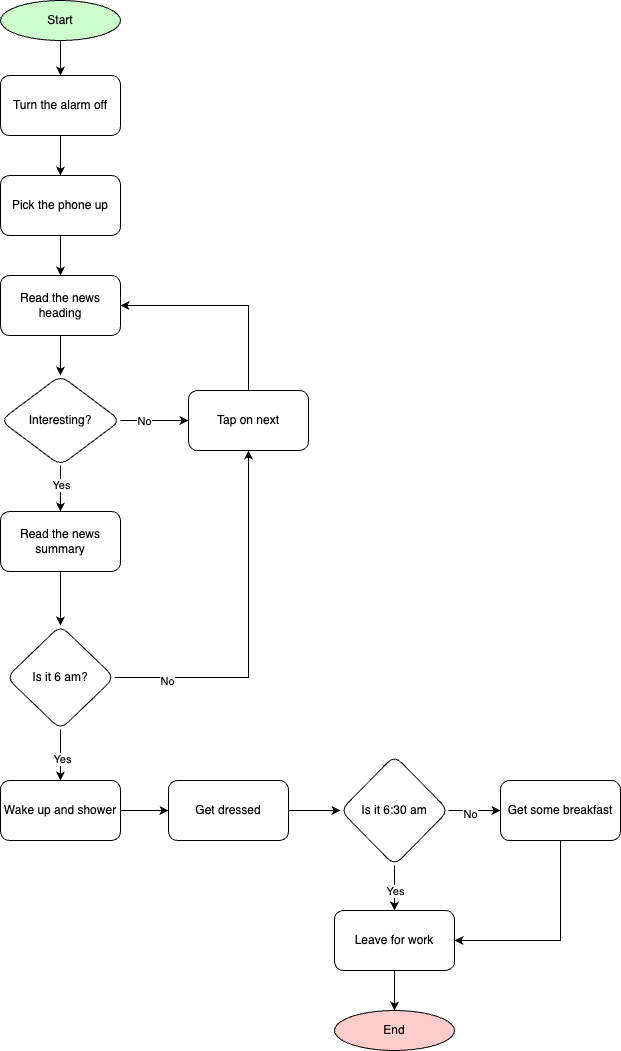 Start
Turn the alarm off
Pick the phone up
Read the news
heading
Interesting?
No
Tap on next
Yes
Read the news
summary
Is it 6 am?
No
Yes
Wake up and shower
Get dressed
Is it 6:30 am
No
Get some breakfast
Yes
Leave for work
End